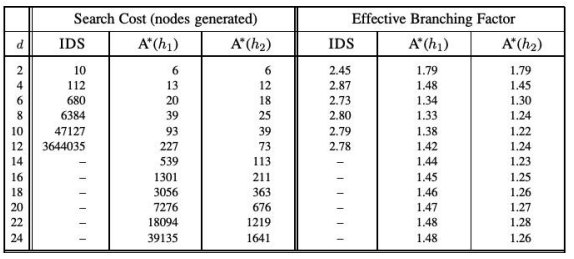 Search Cost (nodes generated) Effective Branching Factor
d IDS A*(h1) A*(h2) IDS A*(h1) A*(h2)
2 10 6 6 2.45 1.79 1.79
4 112 13 12 2.87 1.48 1.45
6 680 20 18 2.73 1.34 1.30
8 6384 39 25 2.80 1.33 1.24
10 47127 93 39 2.79 1.38 1.22
12 3644035 227 73 2.78 1.42 1.24
14 – 539 113 – 1.44 1.23
16 – 1301 211 – 1.45 1.25
18 – 3056 363 – 1.46 1.26
20 – 7276 676 – 1.47 1.27
22 – 18094 1219 – 1.48 1.28
24 – 39135 1641 – 1.48 1.26